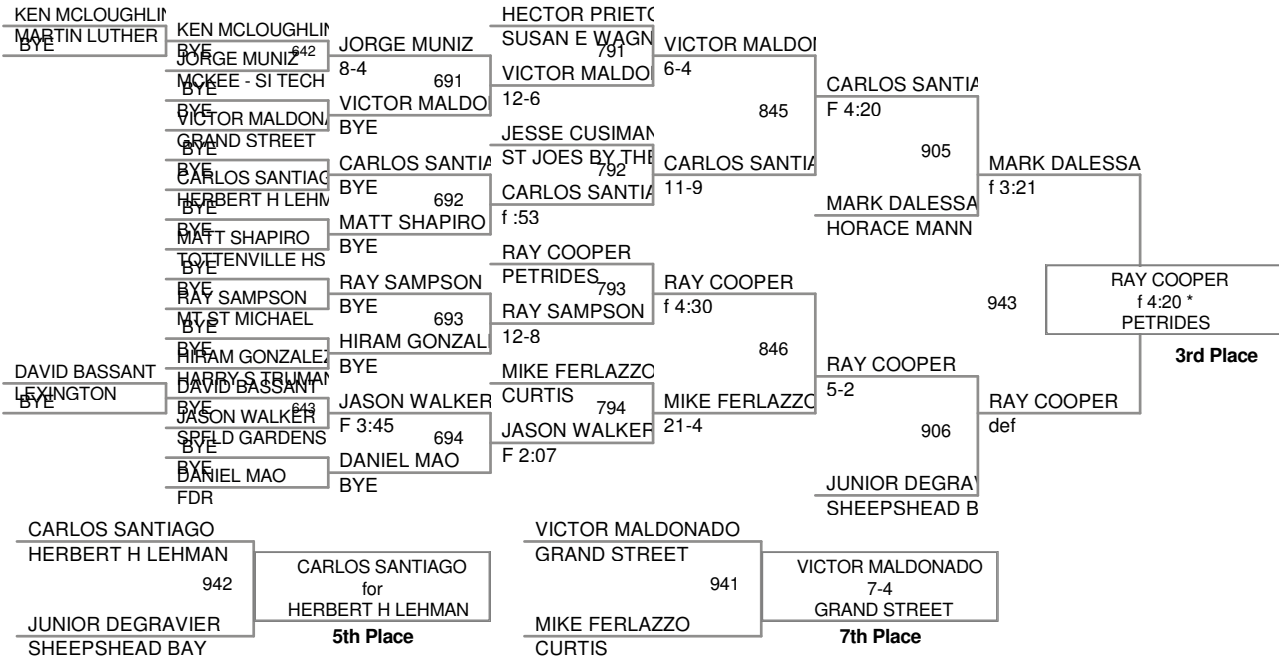 KEN MCLOUGHLIN
MARTIN LUTHER
BYE
DAVID BASSANT
LEXINGTON
BYE
KEN MCLOUGHLIN
BYE
642
JORGE MUNIZ
MCKEE - SI TECH
BYE
BYE
VICTOR MALDONA
GRAND STREET
BYE
BYE
CARLOS SANTIAG
HERBERT H LEHM
BYE
BYE
MATT SHAPIRO
TOTTENVILLE HS
BYE
BYE
RAY SAMPSON
MT ST MICHAEL
BYE
BYE
HIRAM GONZALEZ
HARRY S TRUMAN
DAVID BASSANT
BYE
643
JASON WALKER
SPFLD GARDENS
BYE
BYE
DANIEL MAO
FDR
JORGE MUNIZ
8-4
691
VICTOR MALDO
BYE
CARLOS SANTIA
BYE
692
MATT SHAPIRO
BYE
RAY SAMPSON
BYE
693
HIRAM GONZAL
BYE
JASON WALKER
F 3:45
694
DANIEL MAO
BYE
HECTOR PRIETO
SUSAN E WAGN
791
VICTOR MALDO
12-6
JESSE CUSIMAN
ST JOES BY THE
792
CARLOS SANTIA
f :53
RAY COOPER
PETRIDES
793
RAY SAMPSON
12-8
MIKE FERLAZZO
CURTIS
794
JASON WALKER
F 2:07
VICTOR MALDO
6-4
845
CARLOS SANTIA
11-9
RAY COOPER
f 4:30
846
MIKE FERLAZZO
21-4
CARLOS SANTIA
F 4:20
905
MARK DALESSA
HORACE MANN
RAY COOPER
5-2
906
JUNIOR DEGRAV
SHEEPSHEAD B
MARK DALESSA
f 3:21
943
RAY COOPER
def
RAY COOPER
f 4:20 *
PETRIDES
3rd Place
CARLOS SANTIAGO
HERBERT H LEHMAN
942
JUNIOR DEGRAVIER
SHEEPSHEAD BAY
CARLOS SANTIAGO
for
HERBERT H LEHMAN
5th Place
VICTOR MALDONADO
GRAND STREET
941
MIKE FERLAZZO
CURTIS
VICTOR MALDONADO
7-4
GRAND STREET
7th Place